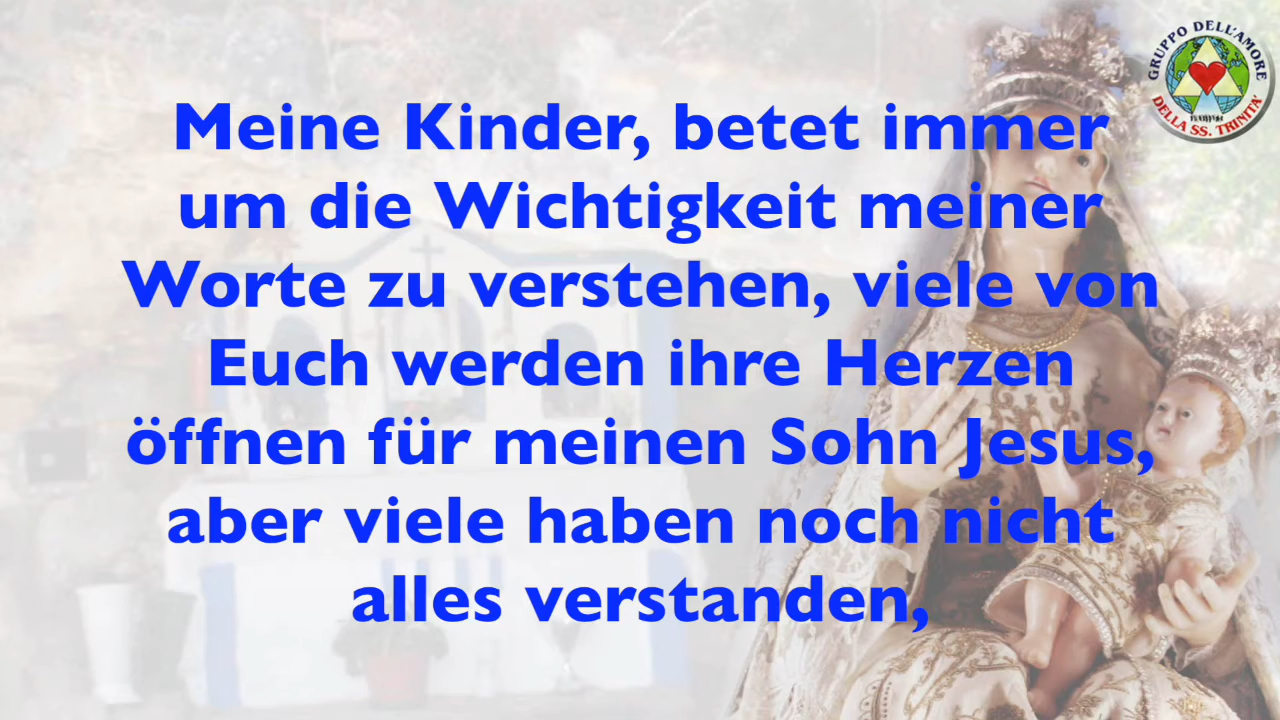 GRUPPO DELL'AMORE
DELLA SS. TRINITA'
Meine Kinder, betet immer
um die Wichtigkeit meiner
Worte zu verstehen, viele von
Euch werden ihre Herzen
öffnen für meinen Sohn Jesus,
aber viele haben noch nicht
alles verstanden,